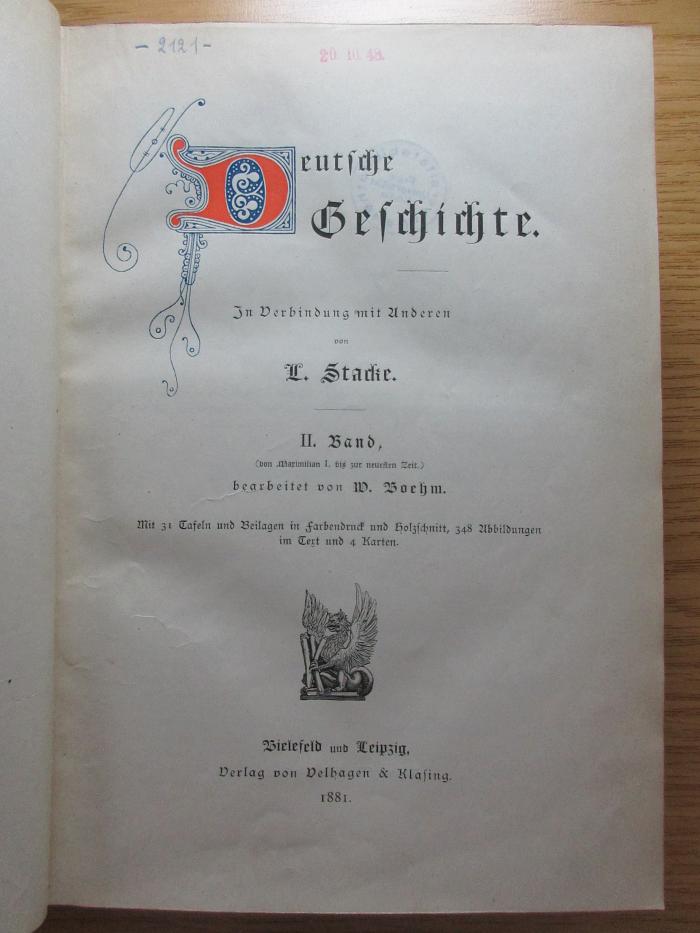 - 2121 -
20. 10. 48.
Deutſche
Geſchichte.
In Verbindung mit Anderen
von
L. Stacke.
II. Band,
(von Maximilian I. bis zur neueſten Zeit.)
bearbeitet von W. Boehm.
Mit 31 Tafeln und Beilagen in Farbendruck und Holzſchnitt, 348 Abbildungen
im Text und 4 Karten.
Bielefeld und Leipzig,
Verlag von Velhagen & Klaſing.
1881.